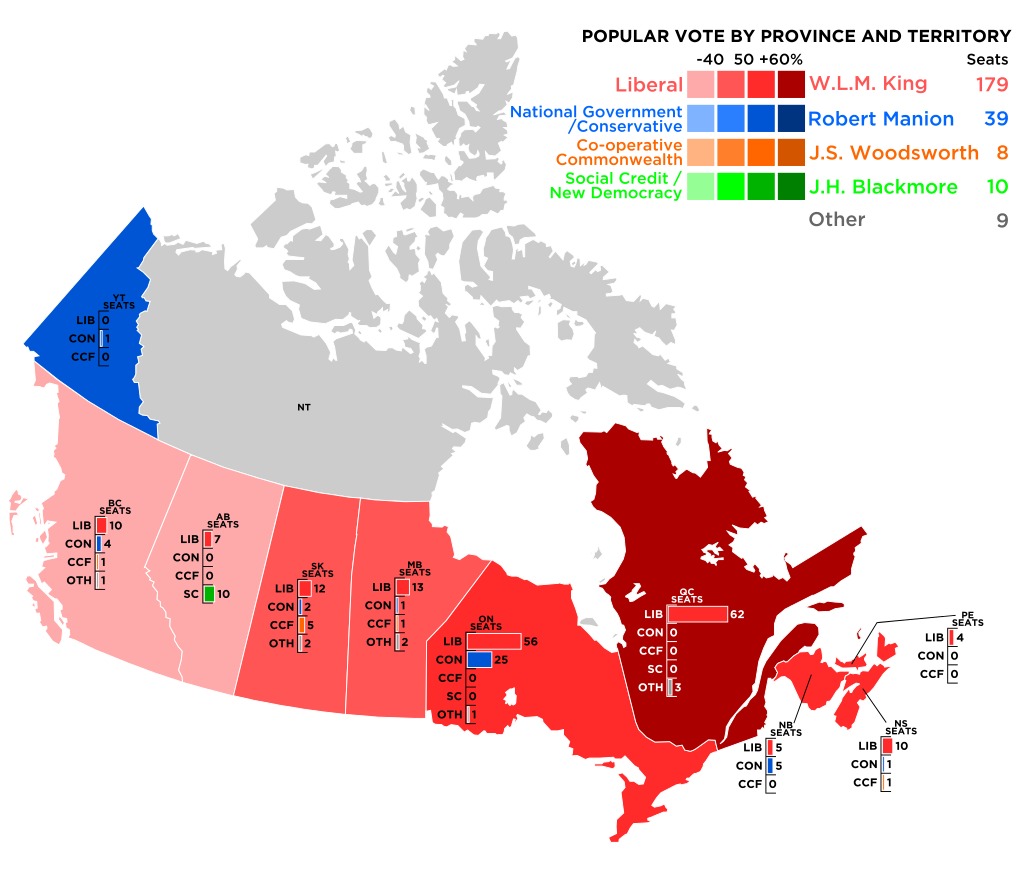 POPULAR VOTE BY PROVINCE AND TERRITORY
-40 50 +60% Seats
Liberal W.L.M. King 179
National Government
/Conservative Robert Manion 39
Co-operative
Commonwealth J.S. Woodsworth 8
Social Credit /
New Democracy J.H. Blackmore 10
Other 9
YT
SEATS
LIB 0
CON 1
CCF 0
NT
BC
SEATS
LIB 10
CON 4
CCF 1
OTH 1
AB
SEATS
LIB 7
CON 0
CCF 0
SC 10
SK
SEATS
LIB 12
CON 2
CCF 5
OTH 2
MB
SEATS
LIB 13
CON 1
CCF 1
OTH 2
ON
SEATS
LIB 56
CON 25
CCF 0
SC 0
OTH 1
QC
SEATS
LIB 62
CON 0
CCF 0
SC 0
OTH 3
PE
SEATS
LIB 4
CON 0
CCF 0
NB
SEATS
LIB 5
CON 5
CCF 0
NS
SEATS
LIB 10
CON 1
CCF 1